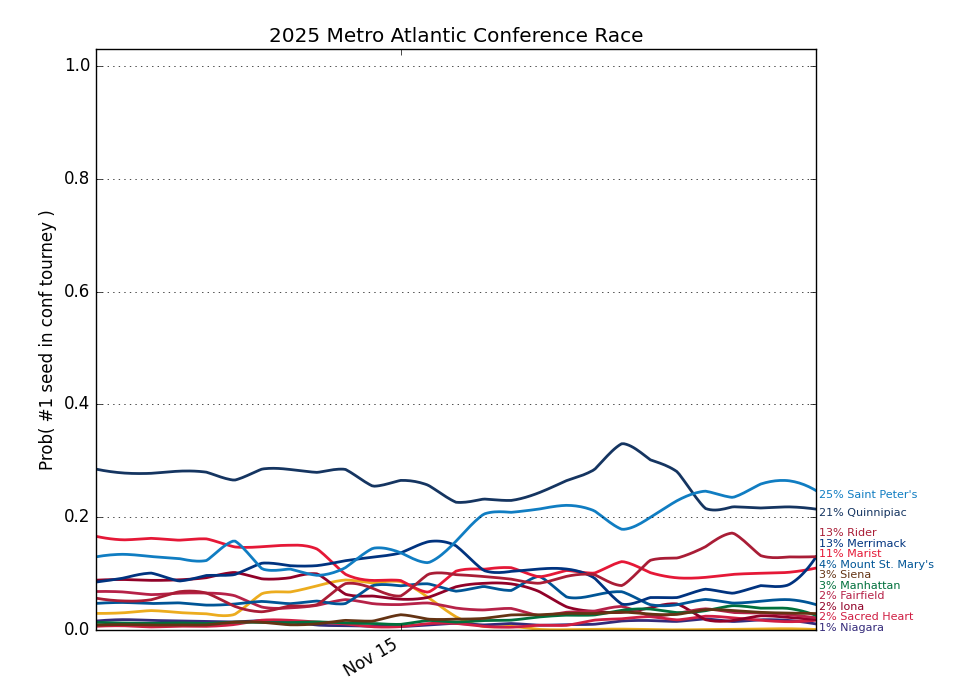 2025 Metro Atlantic Conference Race
Prob( #1 seed in conf tourney )
1.0
0.8
0.6
0.4
0.2
0.0
Nov 15
25% Saint Peter's
21% Quinnipiac
13% Rider
13% Merrimack
11% Marist
4% Mount St. Mary's
3% Siena
3% Manhattan
2% Fairfield
2% Iona
2% Sacred Heart
1% Niagara